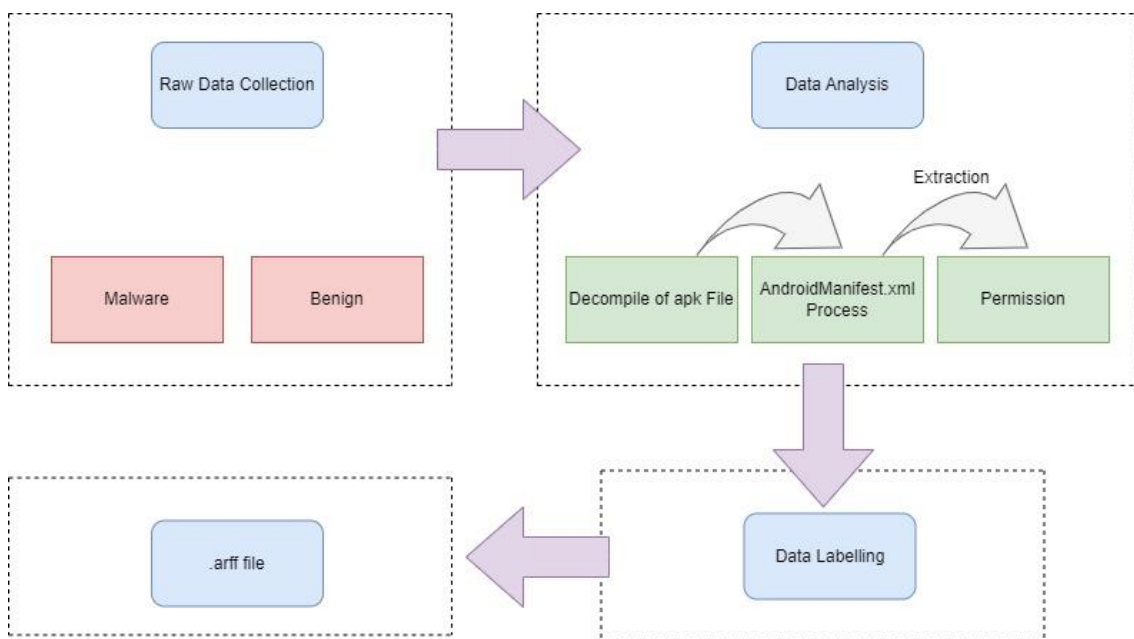 Raw Data Collection
Malware
Benign
Data Analysis
Extraction
Decompile of apk File
AndroidManifest.xml
Process
Permission
Data Labelling
.arff file